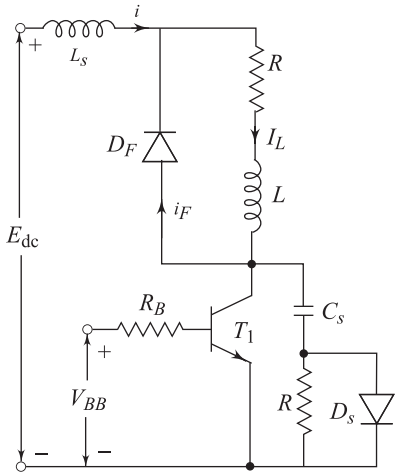 i
+
L_s
R
D_F
I_L
L
i_F
E_dc
R_B
T_1
C_s
+
V_BB
R
D_s
−
−